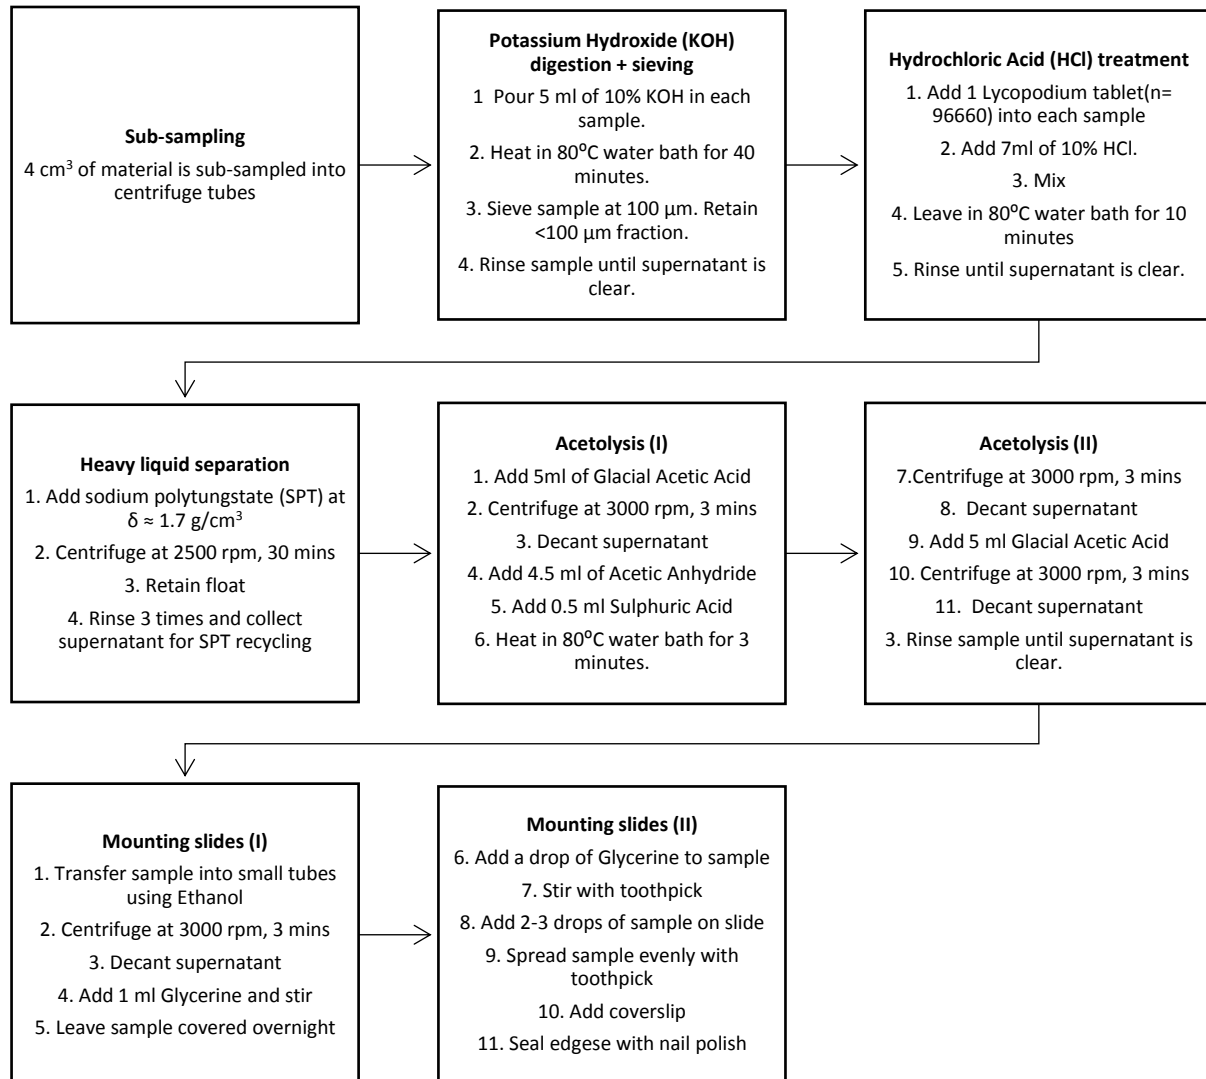 Sub-sampling
4 cm³ of material is sub-sampled into
centrifuge tubes
Potassium Hydroxide (KOH)
digestion + sieving
1 Pour 5 ml of 10% KOH in each
sample.
2. Heat in 80⁰C water bath for 40
minutes.
3. Sieve sample at 100 µm. Retain
<100 µm fraction.
4. Rinse sample until supernatant is
clear.
Hydrochloric Acid (HCl) treatment
1. Add 1 Lycopodium tablet(n=
96660) into each sample
2. Add 7ml of 10% HCl.
3. Mix
4. Leave in 80⁰C water bath for 10
minutes
5. Rinse until supernatant is clear.
Heavy liquid separation
1. Add sodium polytungstate (SPT) at
δ ≈ 1.7 g/cm³
2. Centrifuge at 2500 rpm, 30 mins
3. Retain float
4. Rinse 3 times and collect
supernatant for SPT recycling
Acetolysis (I)
1. Add 5ml of Glacial Acetic Acid
2. Centrifuge at 3000 rpm, 3 mins
3. Decant supernatant
4. Add 4.5 ml of Acetic Anhydride
5. Add 0.5 ml Sulphuric Acid
6. Heat in 80⁰C water bath for 3
minutes.
Acetolysis (II)
7.Centrifuge at 3000 rpm, 3 mins
8. Decant supernatant
9. Add 5 ml Glacial Acetic Acid
10. Centrifuge at 3000 rpm, 3 mins
11. Decant supernatant
3. Rinse sample until supernatant is
clear.
Mounting slides (I)
1. Transfer sample into small tubes
using Ethanol
2. Centrifuge at 3000 rpm, 3 mins
3. Decant supernatant
4. Add 1 ml Glycerine and stir
5. Leave sample covered overnight
Mounting slides (II)
6. Add a drop of Glycerine to sample
7. Stir with toothpick
8. Add 2-3 drops of sample on slide
9. Spread sample evenly with
toothpick
10. Add coverslip
11. Seal edgese with nail polish